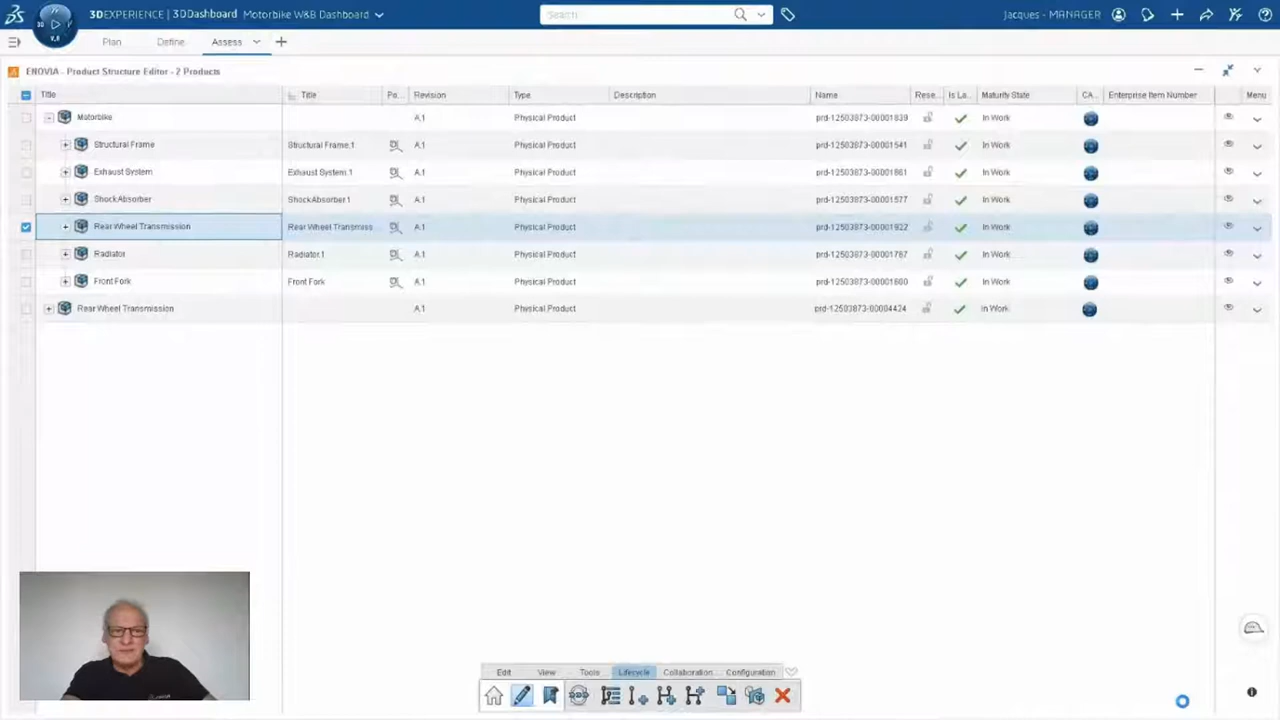 3DEXPERIENCE | 3DDashboard Motorbike W&B Dashboard
Search
Jacques - MANAGER
3D
V.R
Plan
Define
Assess
ENOVIA - Product Structure Editor - 2 Products
Title Title Po... Revision Type Description Name Rese... Is La... Maturity State CA... Enterprise Item Number Menu
Motorbike A.1 Physical Product prd-12503873-00001839 In Work
Structural Frame Structural Frame.1 A.1 Physical Product prd-12503873-00001541 In Work
Exhaust System Exhaust System.1 A.1 Physical Product prd-12503873-00001861 In Work
ShockAbsorber ShockAbsorber.1 A.1 Physical Product prd-12503873-00001577 In Work
Rear Wheel Transmission Rear Wheel Transmiss A.1 Physical Product prd-12503873-00001822 In Work
Radiator Radiator.1 A.1 Physical Product prd-12503873-00001787 In Work
Front Fork Front Fork A.1 Physical Product prd-12503873-00001860 In Work
Rear Wheel Transmission A.1 Physical Product prd-12503873-00004424 In Work
Edit View Tools Lifecycle Collaboration... Configuration